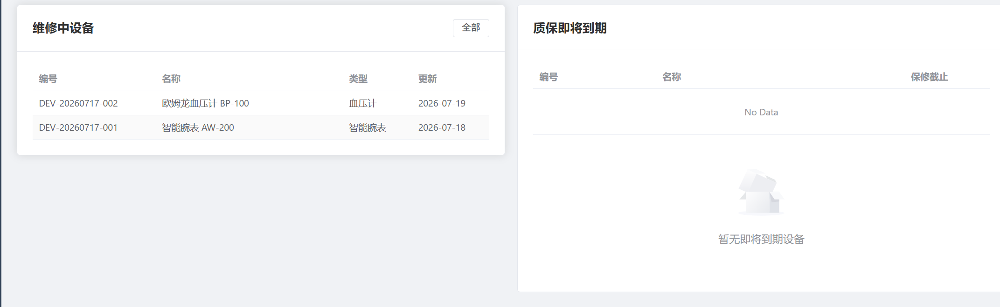 维修中设备
全部
编号 名称 类型 更新
DEV-20260717-002 欧姆龙血压计 BP-100 血压计 2026-07-19
DEV-20260717-001 智能腕表 AW-200 智能腕表 2026-07-18
质保即将到期
编号 名称 保修截止
No Data
暂无即将到期设备